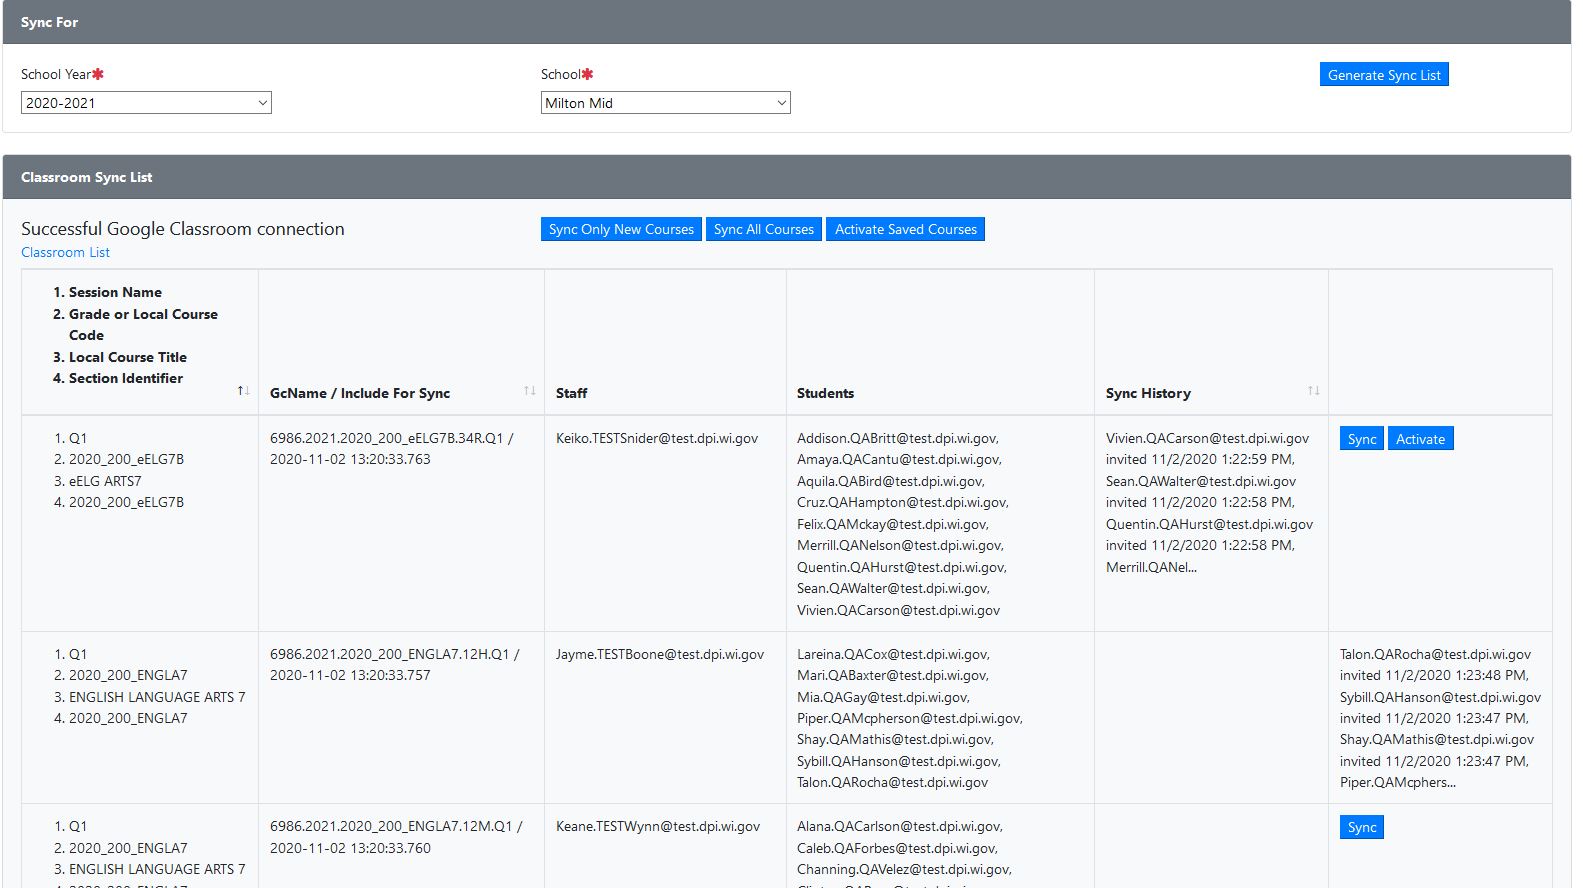 Sync For
School Year✱
School✱
Generate Sync List
2020-2021
Milton Mid
Classroom Sync List
Successful Google Classroom connection
Sync Only New Courses
Sync All Courses
Activate Saved Courses
Classroom List
1. Session Name
2. Grade or Local Course
Code
3. Local Course Title
4. Section Identifier
GcName / Include For Sync
Staff
Students
Sync History
1. Q1
2. 2020_200_eELG7B
3. eELG ARTS7
4. 2020_200_eELG7B
6986.2021.2020_200_eELG7B.34R.Q1 /
2020-11-02 13:20:33.763
Keiko.TESTSnider@test.dpi.wi.gov
Addison.QABritt@test.dpi.wi.gov,
Amaya.QACantu@test.dpi.wi.gov,
Aquila.QABird@test.dpi.wi.gov,
Cruz.QAHampton@test.dpi.wi.gov,
Felix.QAMckay@test.dpi.wi.gov,
Merrill.QANelson@test.dpi.wi.gov,
Quentin.QAHurst@test.dpi.wi.gov,
Sean.QAWalter@test.dpi.wi.gov,
Vivien.QACarson@test.dpi.wi.gov
Vivien.QACarson@test.dpi.wi.gov
invited 11/2/2020 1:22:59 PM,
Sean.QAWalter@test.dpi.wi.gov
invited 11/2/2020 1:22:58 PM,
Quentin.QAHurst@test.dpi.wi.gov
invited 11/2/2020 1:22:58 PM,
Merrill.QANel...
Sync
Activate
1. Q1
2. 2020_200_ENGLA7
3. ENGLISH LANGUAGE ARTS 7
4. 2020_200_ENGLA7
6986.2021.2020_200_ENGLA7.12H.Q1 /
2020-11-02 13:20:33.757
Jayme.TESTBoone@test.dpi.wi.gov
Lareina.QACox@test.dpi.wi.gov,
Mari.QABaxter@test.dpi.wi.gov,
Mia.QAGay@test.dpi.wi.gov,
Piper.QAMcpherson@test.dpi.wi.gov,
Shay.QAMathis@test.dpi.wi.gov,
Sybill.QAHanson@test.dpi.wi.gov,
Talon.QARocha@test.dpi.wi.gov
Talon.QARocha@test.dpi.wi.gov
invited 11/2/2020 1:23:48 PM,
Sybill.QAHanson@test.dpi.wi.gov
invited 11/2/2020 1:23:47 PM,
Shay.QAMathis@test.dpi.wi.gov
invited 11/2/2020 1:23:47 PM,
Piper.QAMcphers...
1. Q1
2. 2020_200_ENGLA7
3. ENGLISH LANGUAGE ARTS 7
4. 2020_200_ENGLA7
6986.2021.2020_200_ENGLA7.12M.Q1 /
2020-11-02 13:20:33.760
Keane.TESTWynn@test.dpi.wi.gov
Alana.QACarlson@test.dpi.wi.gov,
Caleb.QAForbes@test.dpi.wi.gov,
Channing.QAVelez@test.dpi.wi.gov,
Sync